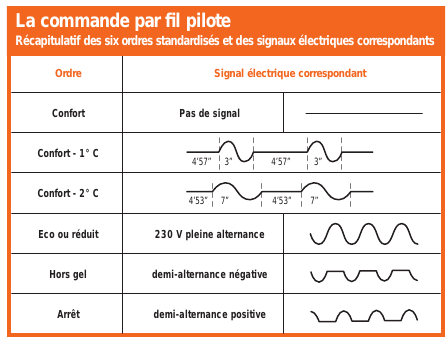 La commande par fil pilote
Récapitulatif des six ordres standardisés et des signaux électriques correspondants
Ordre Signal électrique correspondant
Confort Pas de signal
Confort - 1° C 4'57" 3" 4'57" 3"
Confort - 2° C 4'53" 7" 4'53" 7"
Eco ou réduit 230 V pleine alternance
Hors gel demi-alternance négative
Arrêt demi-alternance positive